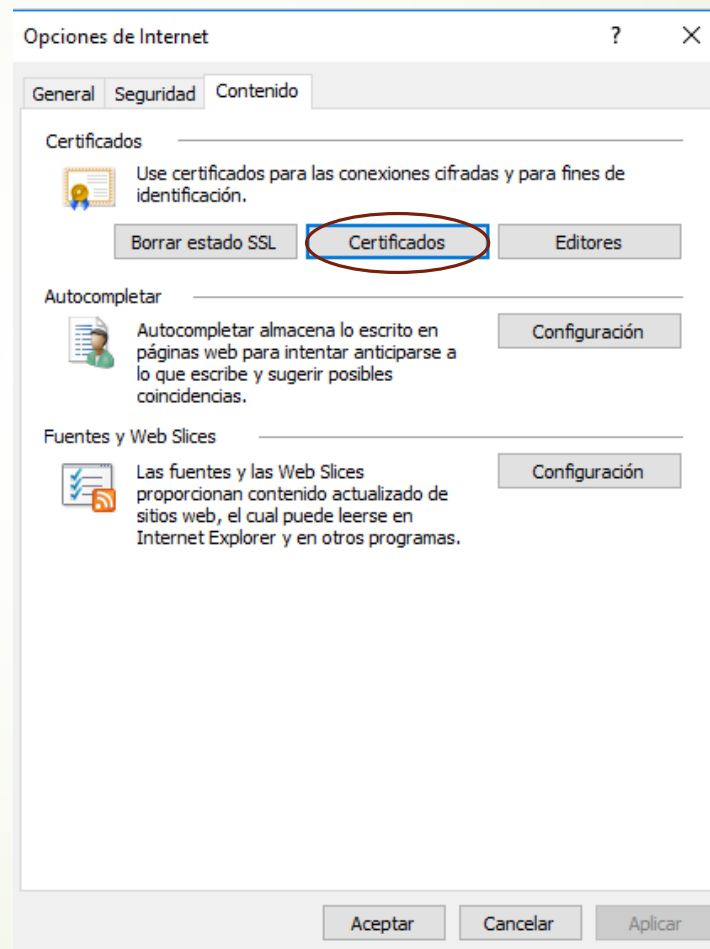 Opciones de Internet ?
General Seguridad Contenido
Certificados
Use certificados para las conexiones cifradas y para fines de
identificación.
Borrar estado SSL Certificados Editores
Autocompletar
Autocompletar almacena lo escrito en
páginas web para intentar anticiparse a
lo que escribe y sugerir posibles
coincidencias.
Configuración
Fuentes y Web Slices
Las fuentes y las Web Slices
proporcionan contenido actualizado de
sitios web, el cual puede leerse en
Internet Explorer y en otros programas.
Configuración
Aceptar Cancelar Aplicar